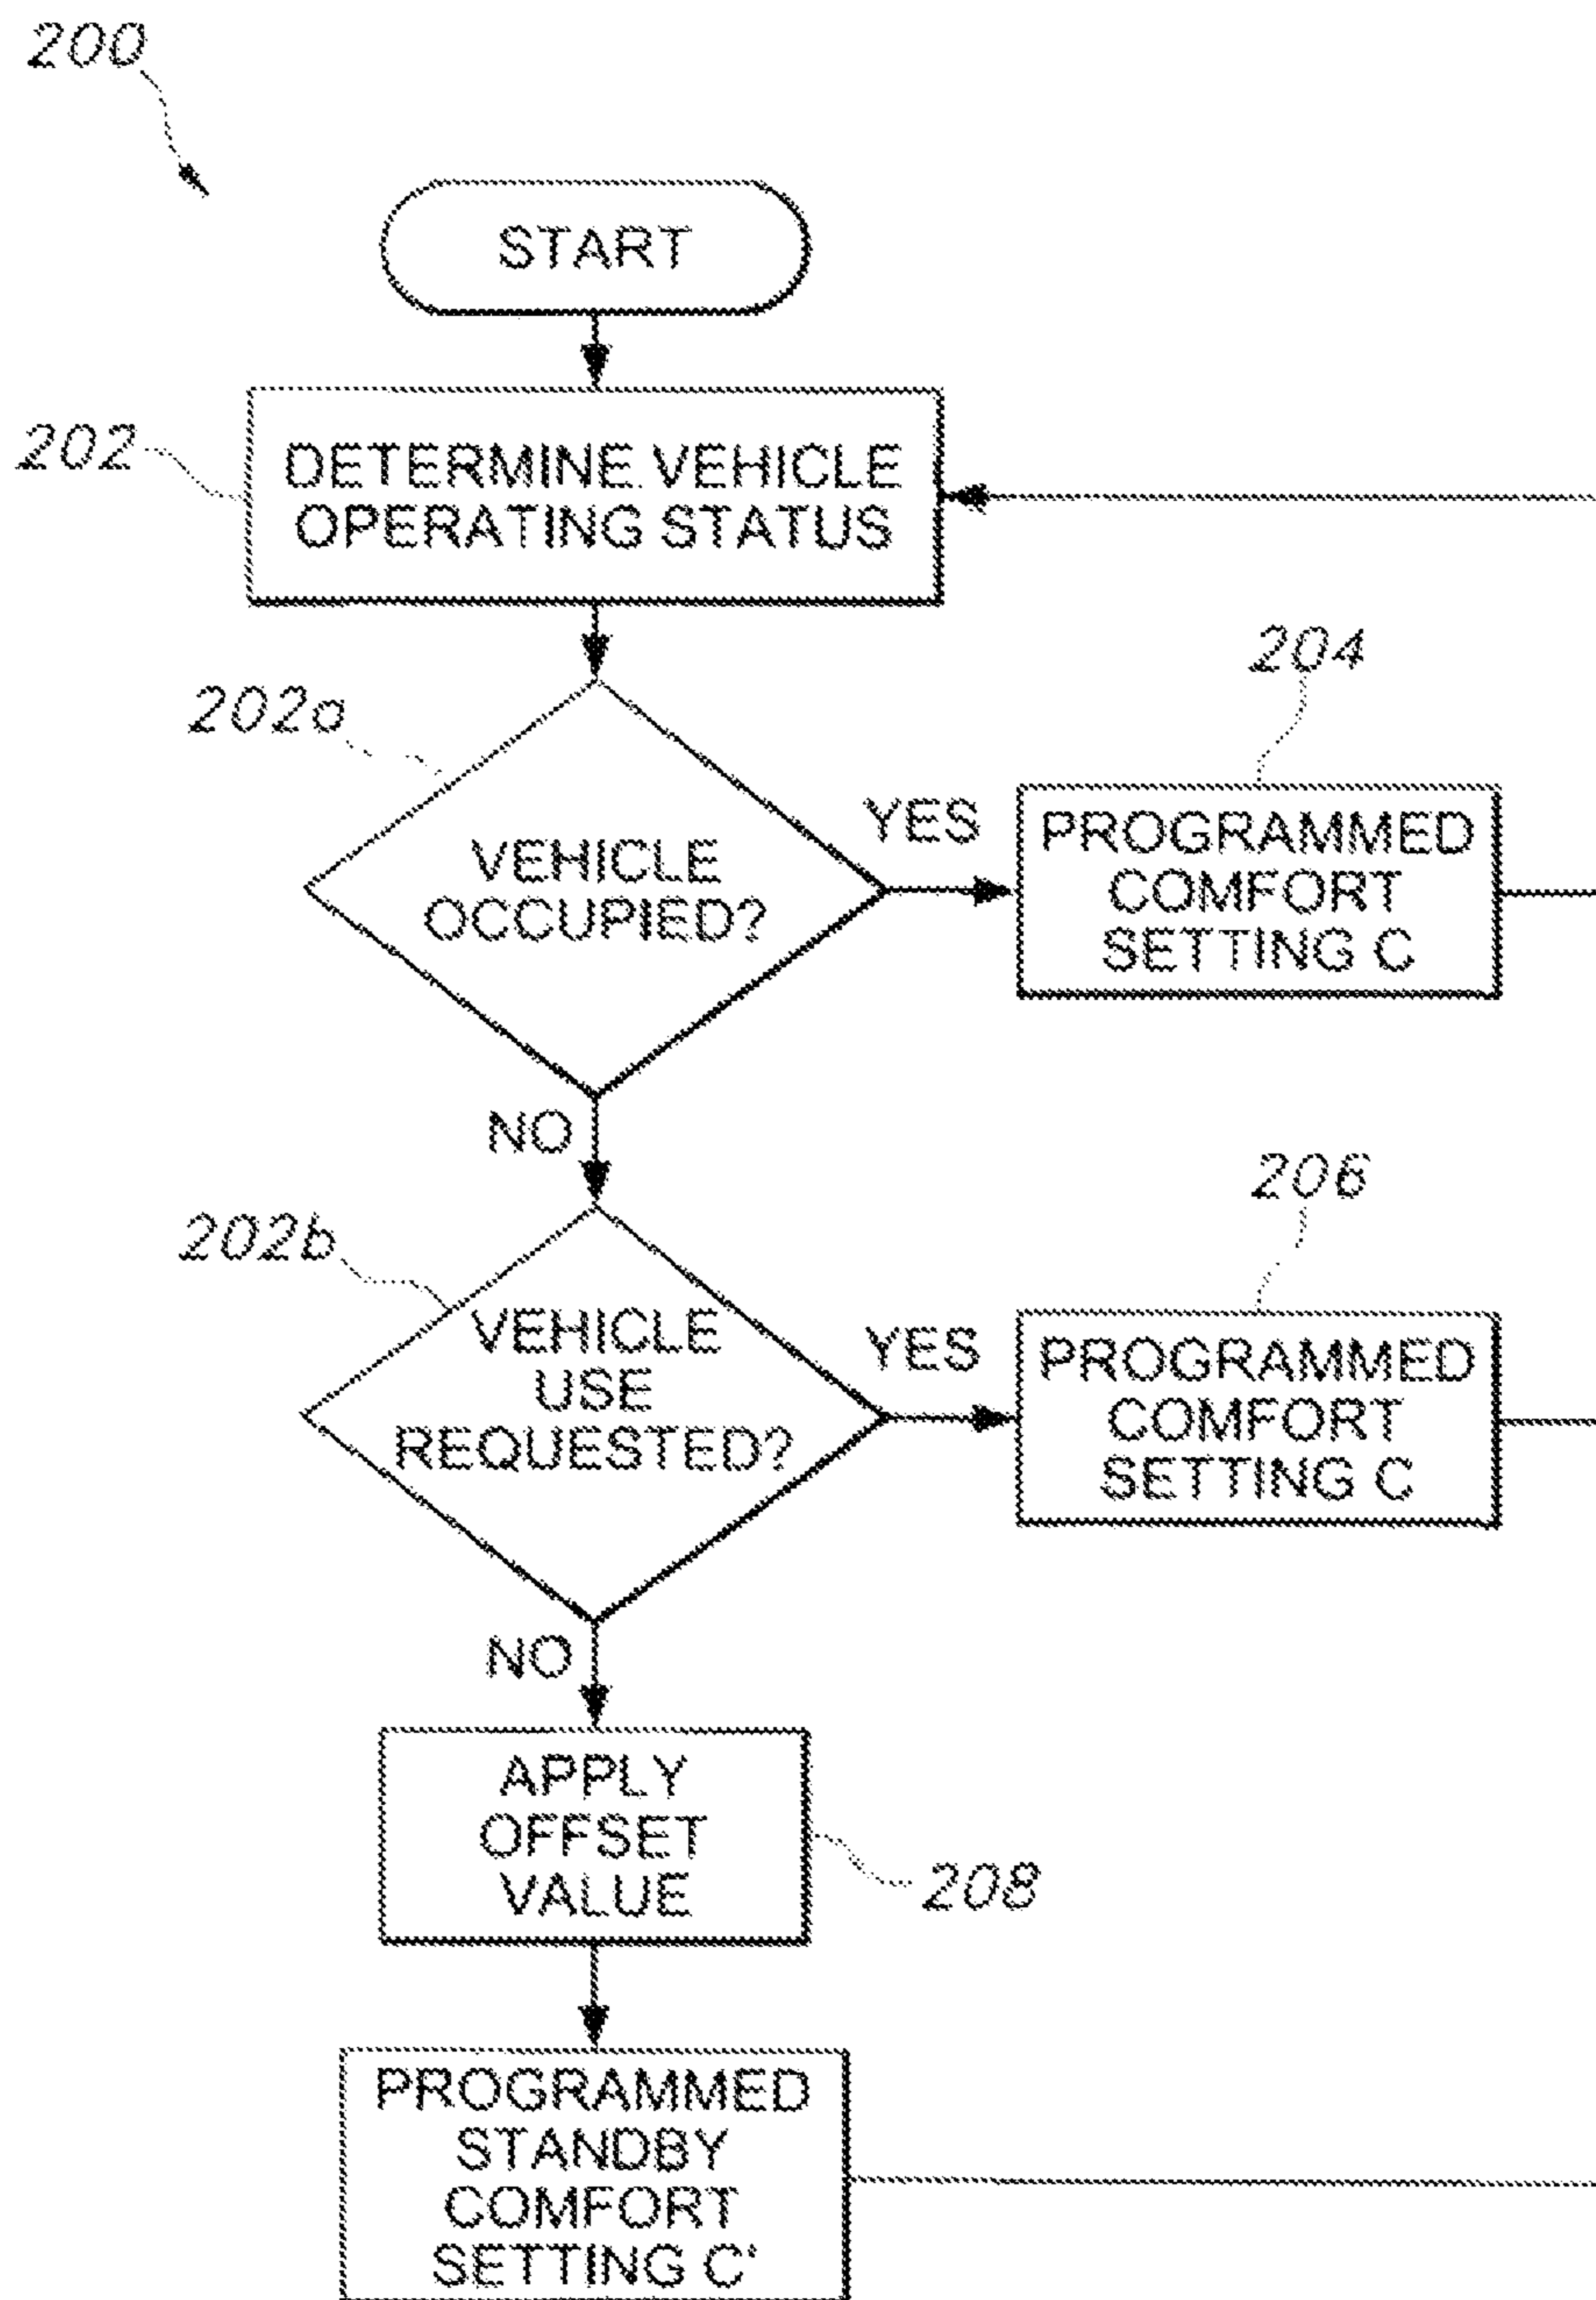 200
START
202
DETERMINE VEHICLE
OPERATING STATUS
204
202a
YES
PROGRAMMED
COMFORT
SETTING C
VEHICLE
OCCUPIED?
NO
206
202b
YES
PROGRAMMED
COMFORT
SETTING C
VEHICLE
USE
REQUESTED?
NO
APPLY
OFFSET
VALUE
208
PROGRAMMED
STANDBY
COMFORT
SETTING C'